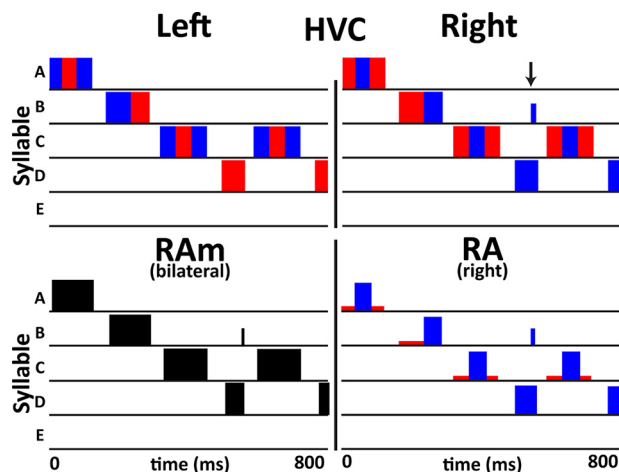 Left HVC Right
Syllable
A
B
C
D
E
RAm RA
(bilateral) (right)
Syllable
A
B
C
D
E
0 time (ms) 800 0 time (ms) 800